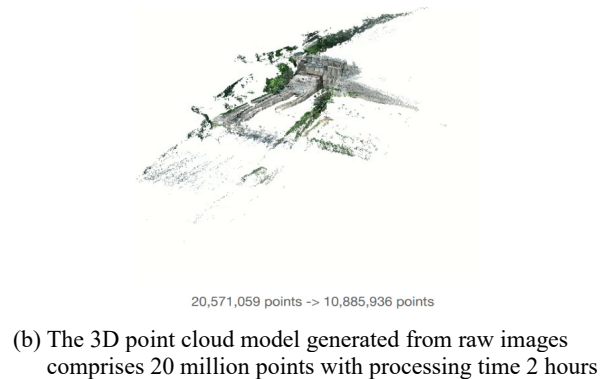 20,571,059 points -> 10,885,936 points
(b) The 3D point cloud model generated from raw images
comprises 20 million points with processing time 2 hours